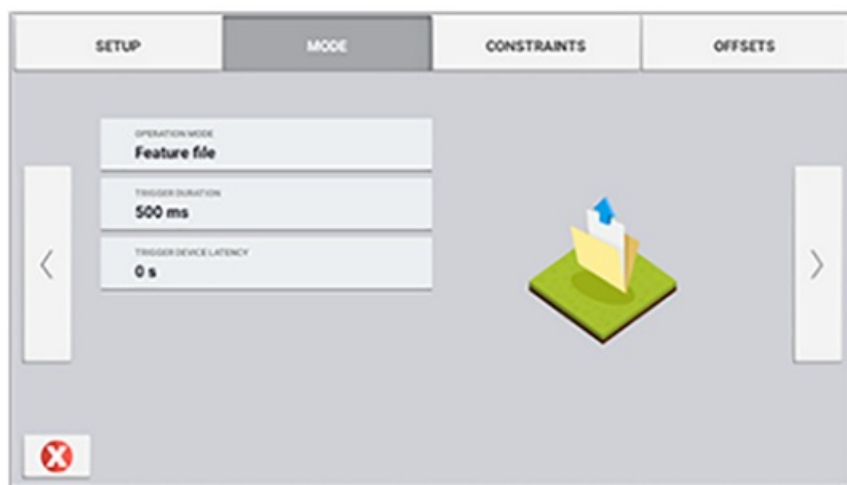 SETUP
MODE
CONSTRAINTS
OFFSETS
OPERATION MODE
Feature file
TRIGGER DURATION
500 ms
TRIGGER DEVICE LATENCY
0 s